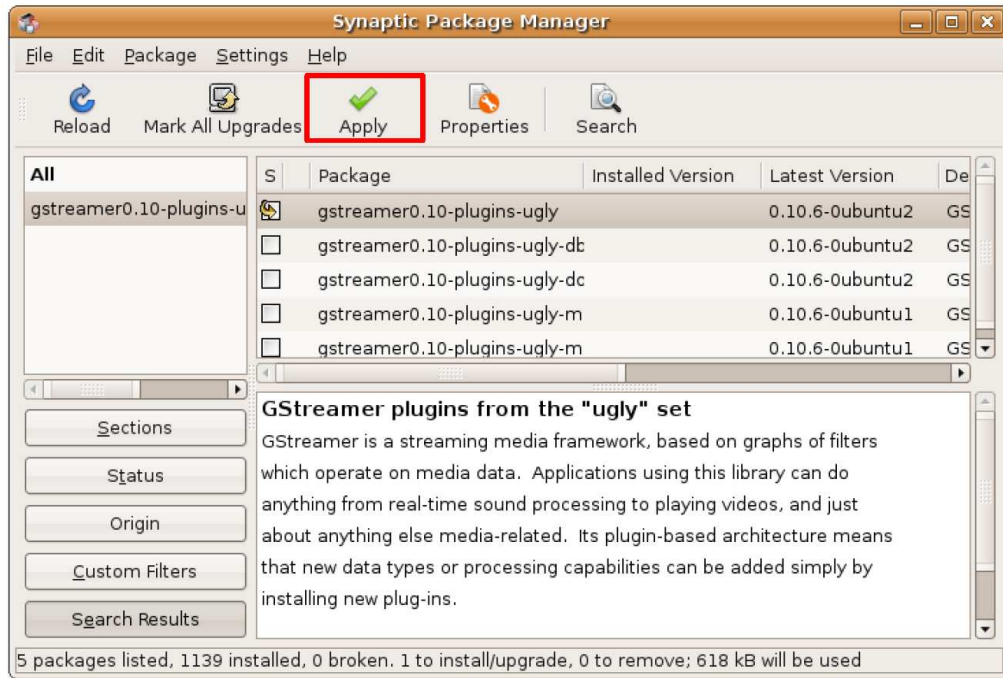 Synaptic Package Manager
File Edit Package Settings Help
Reload Mark All Upgrades Apply Properties Search
All
gstreamer0.10-plugins-u
S Package Installed Version Latest Version De
gstreamer0.10-plugins-ugly 0.10.6-0ubuntu2 GS
gstreamer0.10-plugins-ugly-db 0.10.6-0ubuntu2 GS
gstreamer0.10-plugins-ugly-dc 0.10.6-0ubuntu2 GS
gstreamer0.10-plugins-ugly-m 0.10.6-0ubuntu1 GS
gstreamer0.10-plugins-ugly-m 0.10.6-0ubuntu1 GS
Sections
Status
Origin
Custom Filters
Search Results
GStreamer plugins from the "ugly" set
GStreamer is a streaming media framework, based on graphs of filters
which operate on media data. Applications using this library can do
anything from real-time sound processing to playing videos, and just
about anything else media-related. Its plugin-based architecture means
that new data types or processing capabilities can be added simply by
installing new plug-ins.
5 packages listed, 1139 installed, 0 broken. 1 to install/upgrade, 0 to remove; 618 kB will be used